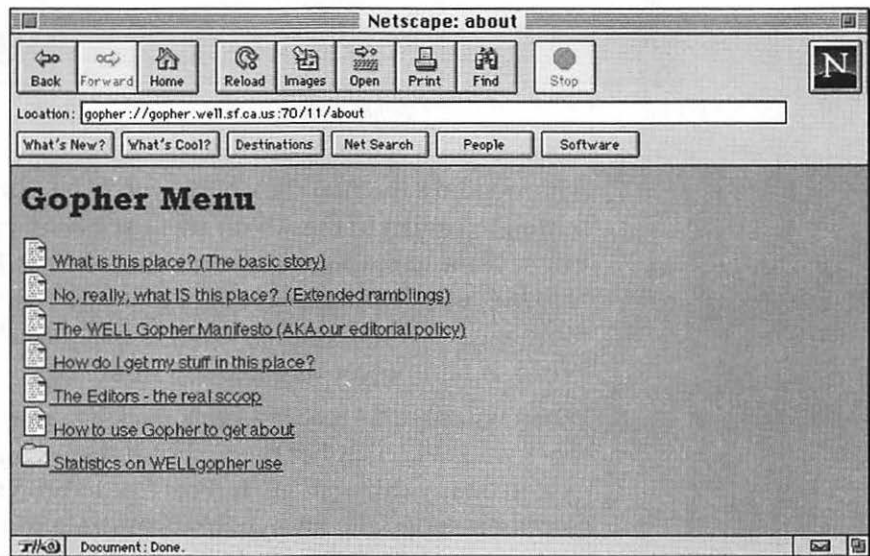 Netscape: about
Back Forward Home Reload Images Open Print Find Stop
N
Location: gopher://gopher.well.sf.ca.us:70/11/about
What's New? What's Cool? Destinations Net Search People Software
Gopher Menu
What is this place? (The basic story)
No, really, what IS this place? (Extended ramblings)
The WELL Gopher Manifesto (AKA our editorial policy)
How do I get my stuff in this place?
The Editors - the real scoop
How to use Gopher to get about
Statistics on WELLgopher use
Document: Done.